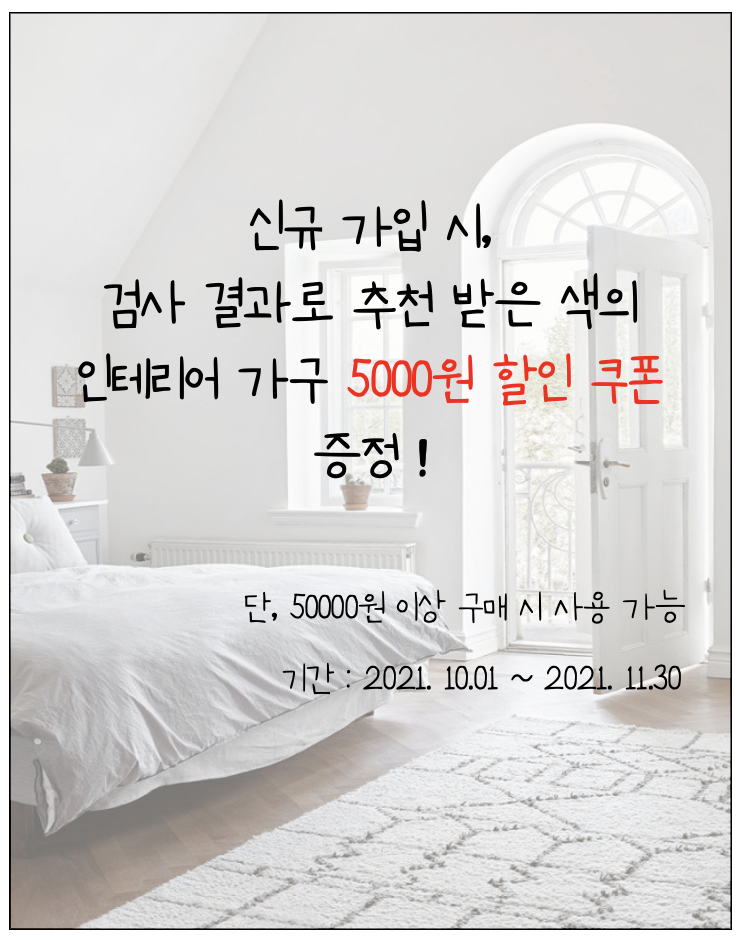 신규 가입 시,
검사 결과로 추천 받은 색의
인테리어 가구 5000원 할인 쿠폰
증정 !
단, 50000원 이상 구매 시 사용 가능
기간 : 2021. 10.01 ~ 2021. 11.30